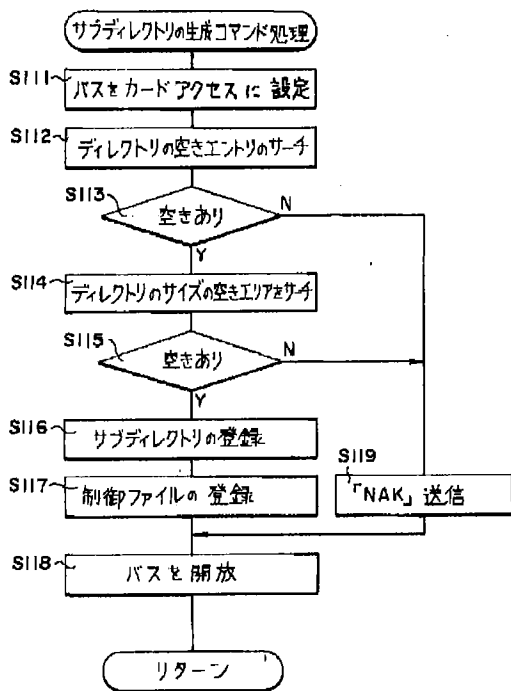 サブディレクトリの生成コマンド処理
S111
バスをカードアクセスに設定
S112
ディレクトリの空きエントリのサーチ
S113
空きあり
N
Y
S114
ディレクトリのサイズの空きエリアをサーチ
S115
空きあり
N
Y
S116
サブディレクトリの登録
S117
制御ファイルの登録
S119
「NAK」送信
S118
バスを開放
リターン